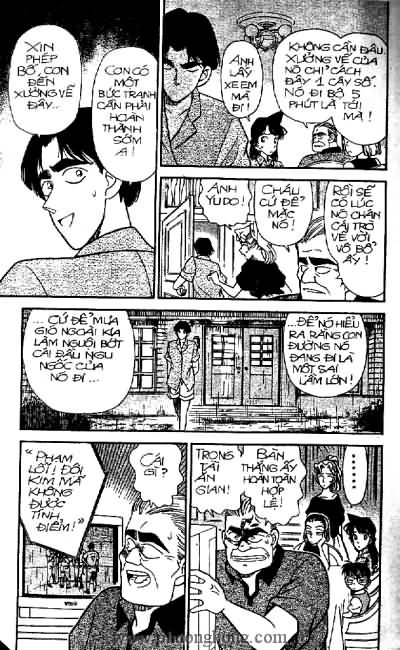 XIN
PHÉP
BỐ, CON
ĐẾN
XƯỞNG VẼ
ĐÂY...
CON CÓ
MỘT
BỨC TRANH
CẦN PHẢI
HOÀN
THÀNH
SỚM
Ạ!
ANH
LẤY
XE EM
MÀ
ĐI!
KHÔNG CẦN ĐÂU
XƯỞNG VẼ CỦA
NÓ CHỈ CÁCH
ĐÂY 1 CÂY SỐ.
NÓ ĐI BỘ 5
PHÚT LÀ TỚI
MÀ!
ANH
YUDO!
CHÁU
CỨ ĐỂ
MẶC
NÓ!
RỒI SẼ
CÓ LÚC
NÓ CHÁN
CÁI TRÒ
VẼ VỜI
VÔ BỔ
ẤY!
... CỨ ĐỂ MƯA
GIÓ NGOÀI KIA
LÀM NGUỘI BỚT
CÁI ĐẦU NGU
NGỐC CỦA
NÓ ĐI...
...ĐỂ NÓ HIỂU
RA RẰNG CON
ĐƯỜNG NÓ
ĐANG ĐI LÀ
MỘT SAI
LẦM LỚN!
"PHẠM
LỖI! ĐỘI
KIM MÃ
KHÔNG
ĐƯỢC
TÍNH
ĐIỂM!"
CÁI
GÌ?
TRỌNG
TÀI
ĂN
GIAN!
BÀN
THẮNG ẤY
HOÀN TOÀN
HỢP
LỆ!
......